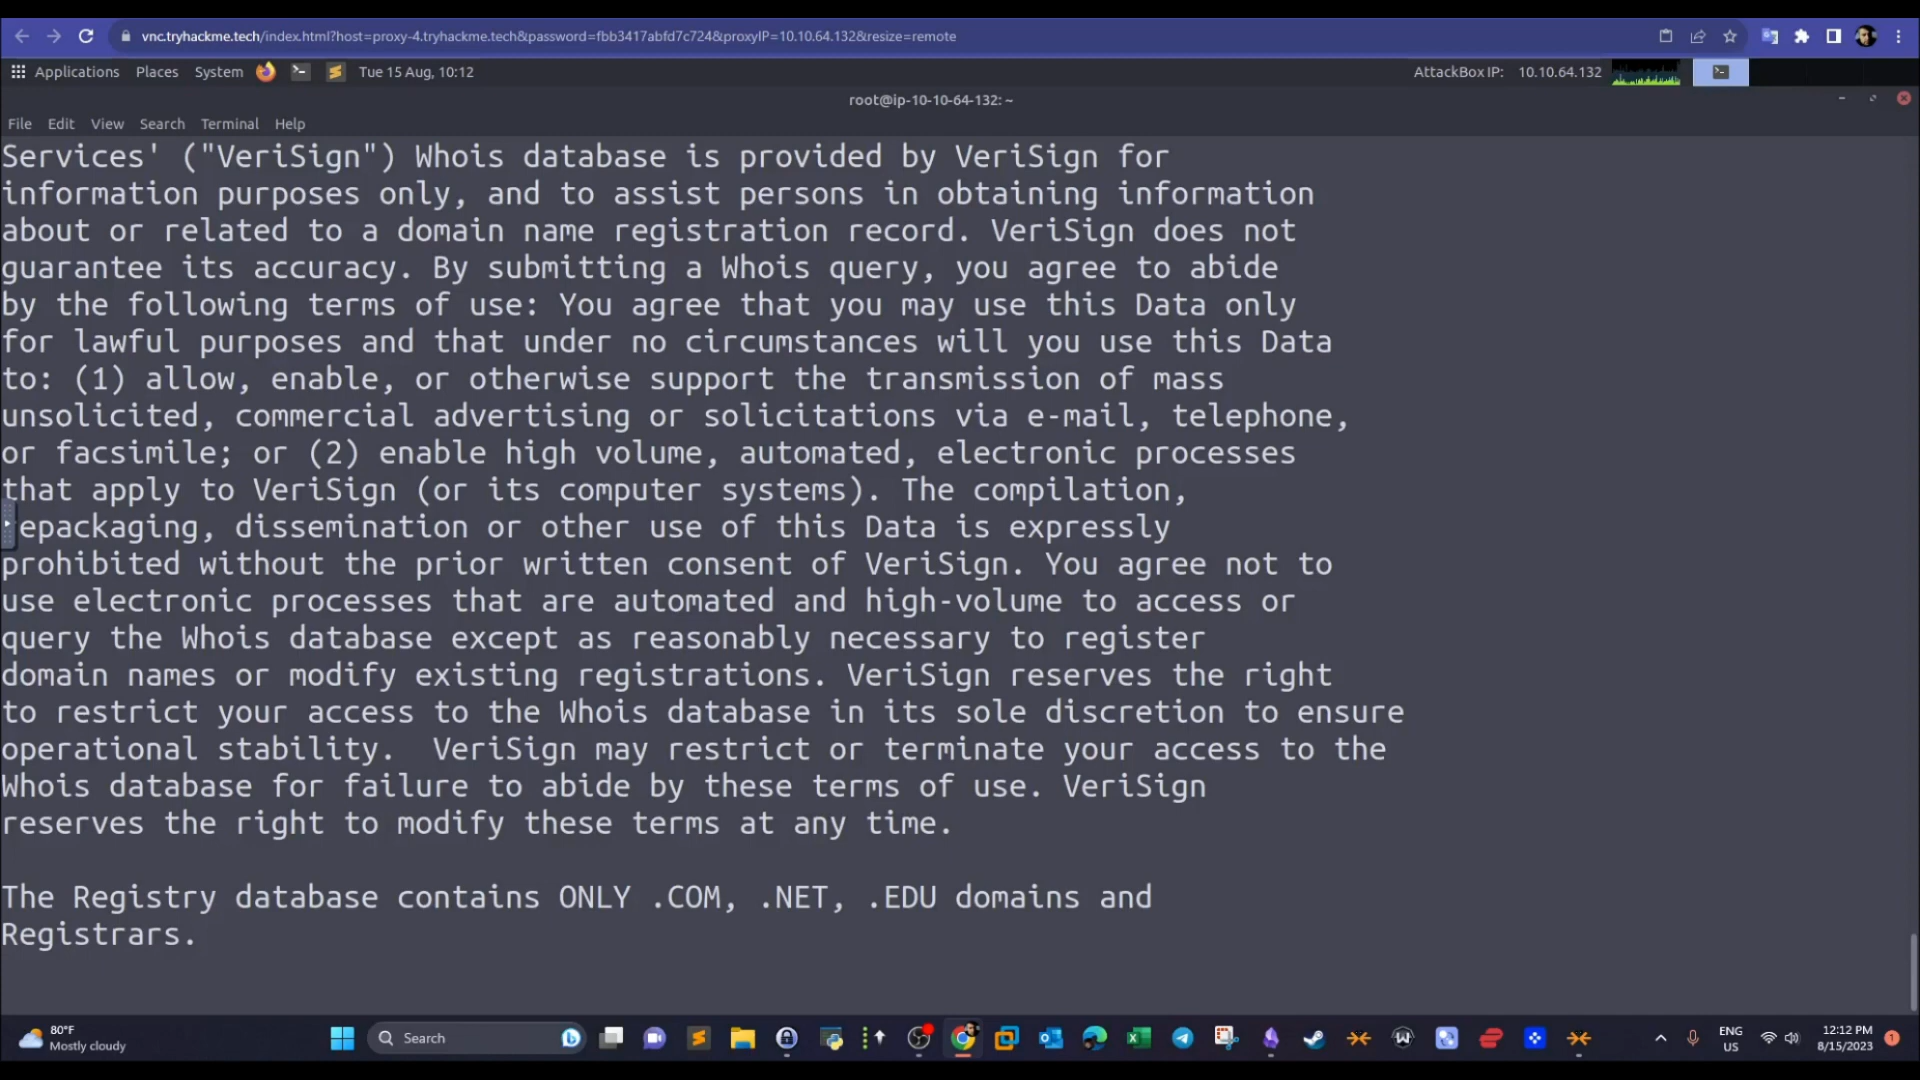 vnc.tryhackme.tech/index.html?host=proxy-4.tryhackme.tech&password=fbb3417abfd7c724&proxyIP=10.10.64.132&resize=remote
Applications Places System Tue 15 Aug, 10:12 AttackBox IP: 10.10.64.132
root@ip-10-10-64-132: ~
File Edit View Search Terminal Help
Services' ("VeriSign") Whois database is provided by VeriSign for
information purposes only, and to assist persons in obtaining information
about or related to a domain name registration record. VeriSign does not
guarantee its accuracy. By submitting a Whois query, you agree to abide
by the following terms of use: You agree that you may use this Data only
for lawful purposes and that under no circumstances will you use this Data
to: (1) allow, enable, or otherwise support the transmission of mass
unsolicited, commercial advertising or solicitations via e-mail, telephone,
or facsimile; or (2) enable high volume, automated, electronic processes
that apply to VeriSign (or its computer systems). The compilation,
epackaging, dissemination or other use of this Data is expressly
prohibited without the prior written consent of VeriSign. You agree not to
use electronic processes that are automated and high-volume to access or
query the Whois database except as reasonably necessary to register
domain names or modify existing registrations. VeriSign reserves the right
to restrict your access to the Whois database in its sole discretion to ensure
operational stability.  VeriSign may restrict or terminate your access to the
Whois database for failure to abide by these terms of use. VeriSign
reserves the right to modify these terms at any time.
The Registry database contains ONLY .COM, .NET, .EDU domains and
Registrars.
80°F
Mostly cloudy
Search
ENG
US
12:12 PM
8/15/2023
1